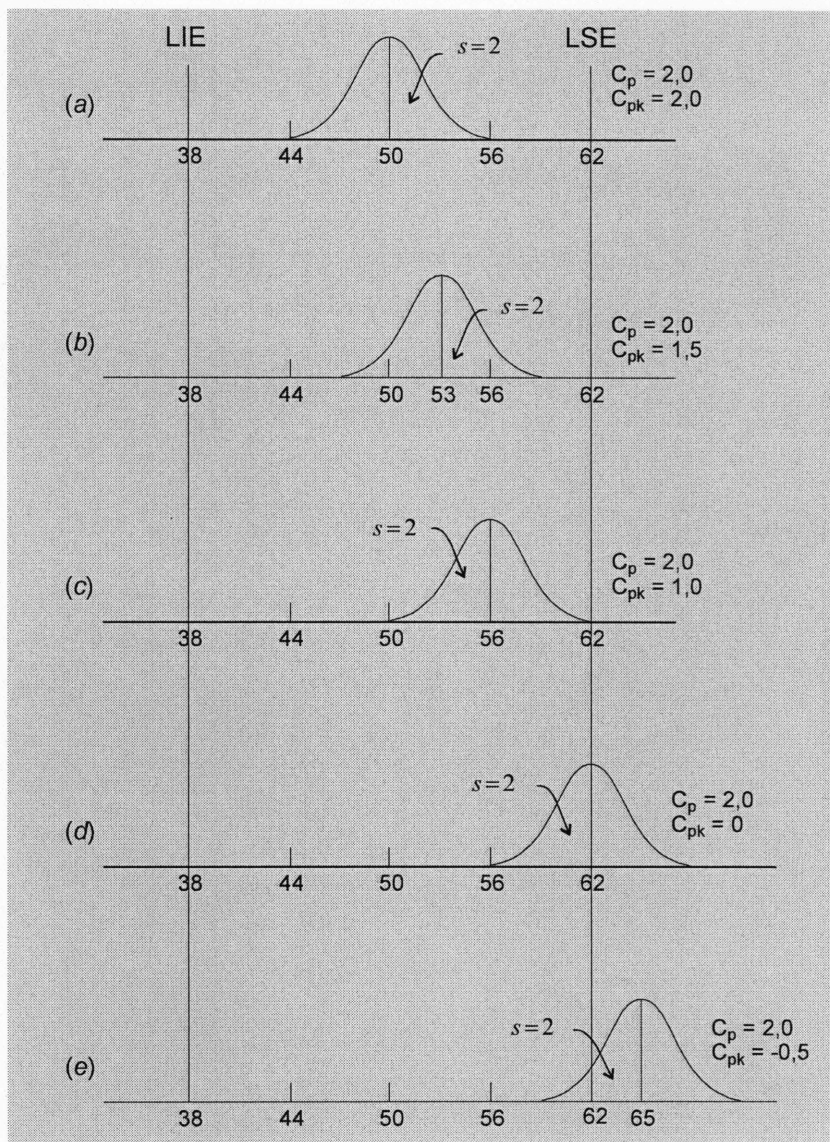 LIE LSE
s=2
(a)
C_p = 2,0
C_pk = 2,0
38 44 50 56 62
s=2
(b)
C_p = 2,0
C_pk = 1,5
38 44 50 53 56 62
s=2
(c)
C_p = 2,0
C_pk = 1,0
38 44 50 56 62
s=2
(d)
C_p = 2,0
C_pk = 0
38 44 50 56 62
s=2
(e)
C_p = 2,0
C_pk = -0,5
38 44 50 56 62 65